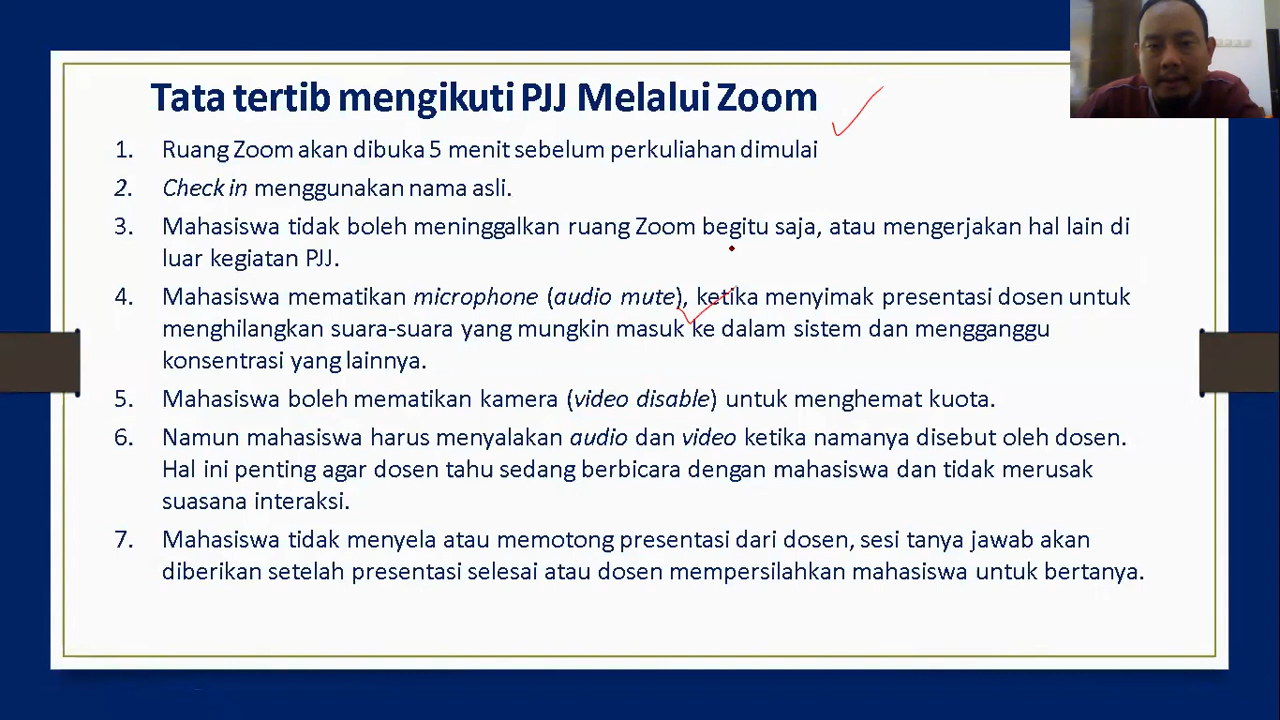 Tata tertib mengikuti PJJ Melalui Zoom
1. Ruang Zoom akan dibuka 5 menit sebelum perkuliahan dimulai
2. Check in menggunakan nama asli.
3. Mahasiswa tidak boleh meninggalkan ruang Zoom begitu saja, atau mengerjakan hal lain di
luar kegiatan PJJ.
4. Mahasiswa mematikan microphone (audio mute), ketika menyimak presentasi dosen untuk
menghilangkan suara-suara yang mungkin masuk ke dalam sistem dan mengganggu
konsentrasi yang lainnya.
5. Mahasiswa boleh mematikan kamera (video disable) untuk menghemat kuota.
6. Namun mahasiswa harus menyalakan audio dan video ketika namanya disebut oleh dosen.
Hal ini penting agar dosen tahu sedang berbicara dengan mahasiswa dan tidak merusak
suasana interaksi.
7. Mahasiswa tidak menyela atau memotong presentasi dari dosen, sesi tanya jawab akan
diberikan setelah presentasi selesai atau dosen mempersilahkan mahasiswa untuk bertanya.